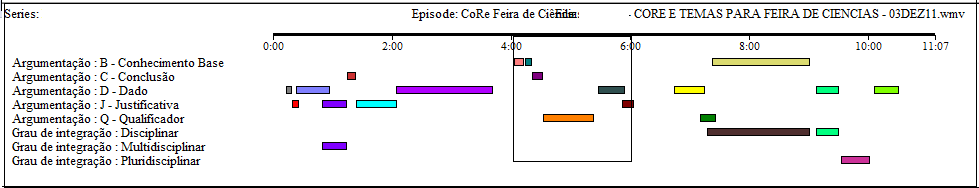 Series: Episode: CoRe Feira de Ciência - CORE E TEMAS PARA FEIRA DE CIENCIAS - 03DEZ11.wmv
0:00 2:00 4:00 6:00 8:00 10:00 11:07
Argumentação : B - Conhecimento Base
Argumentação : C - Conclusão
Argumentação : D - Dado
Argumentação : J - Justificativa
Argumentação : Q - Qualificador
Grau de integração : Disciplinar
Grau de integração : Multidisciplinar
Grau de integração : Pluridisciplinar